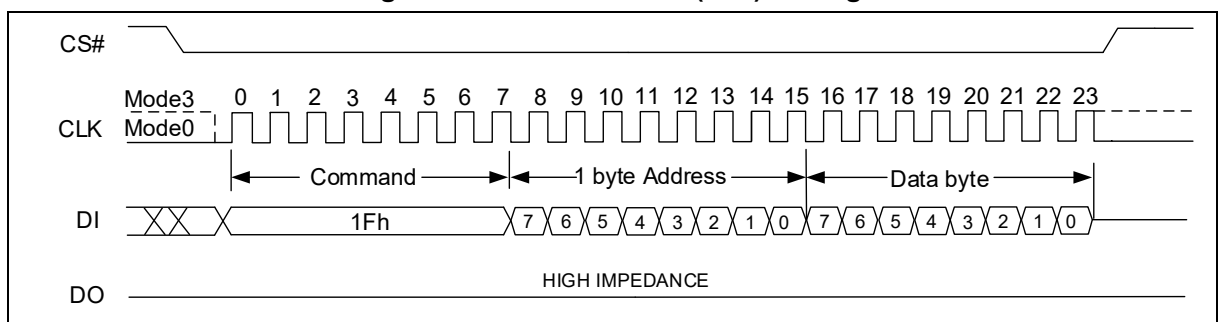 CS#
Mode3 0 1 2 3 4 5 6 7 8 9 10 11 12 13 14 15 16 17 18 19 20 21 22 23
CLK Mode0
Command 1 byte Address Data byte
DI 1Fh 7 6 5 4 3 2 1 0 7 6 5 4 3 2 1 0
HIGH IMPEDANCE
DO